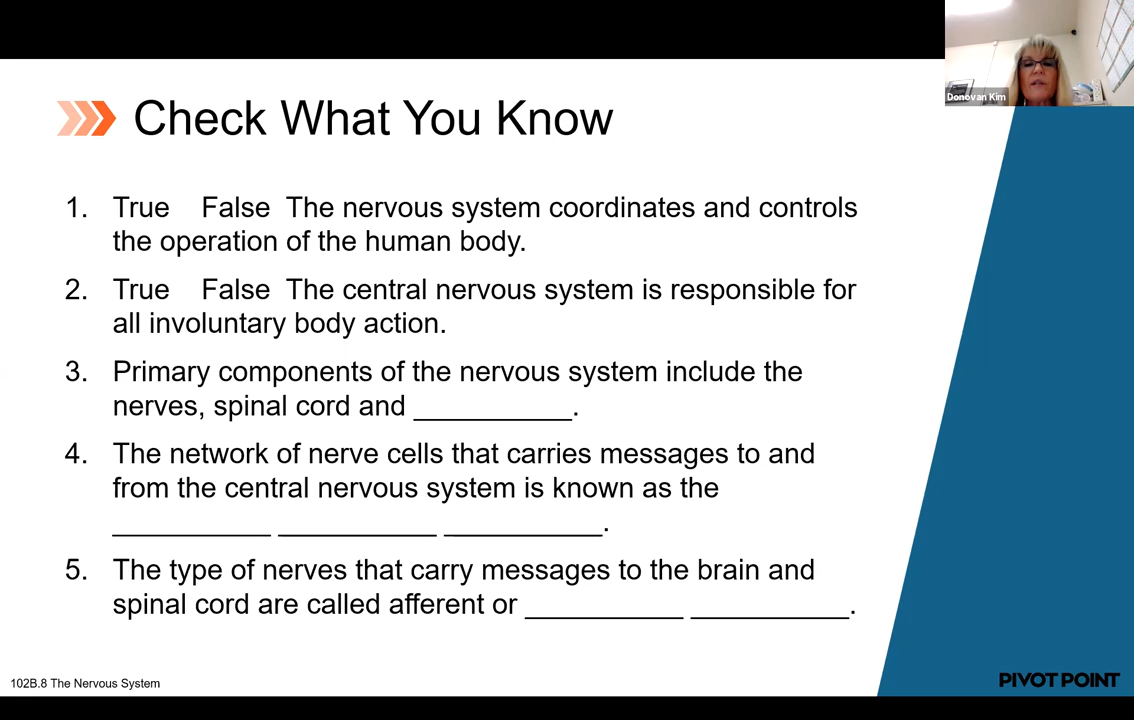 Donovan Kim
Check What You Know
1. True False The nervous system coordinates and controls
the operation of the human body.
2. True False The central nervous system is responsible for
all involuntary body action.
3. Primary components of the nervous system include the
nerves, spinal cord and __________.
4. The network of nerve cells that carries messages to and
from the central nervous system is known as the
__________ __________ __________.
5. The type of nerves that carry messages to the brain and
spinal cord are called afferent or __________ __________.
102B.8 The Nervous System
PIVOT POINT